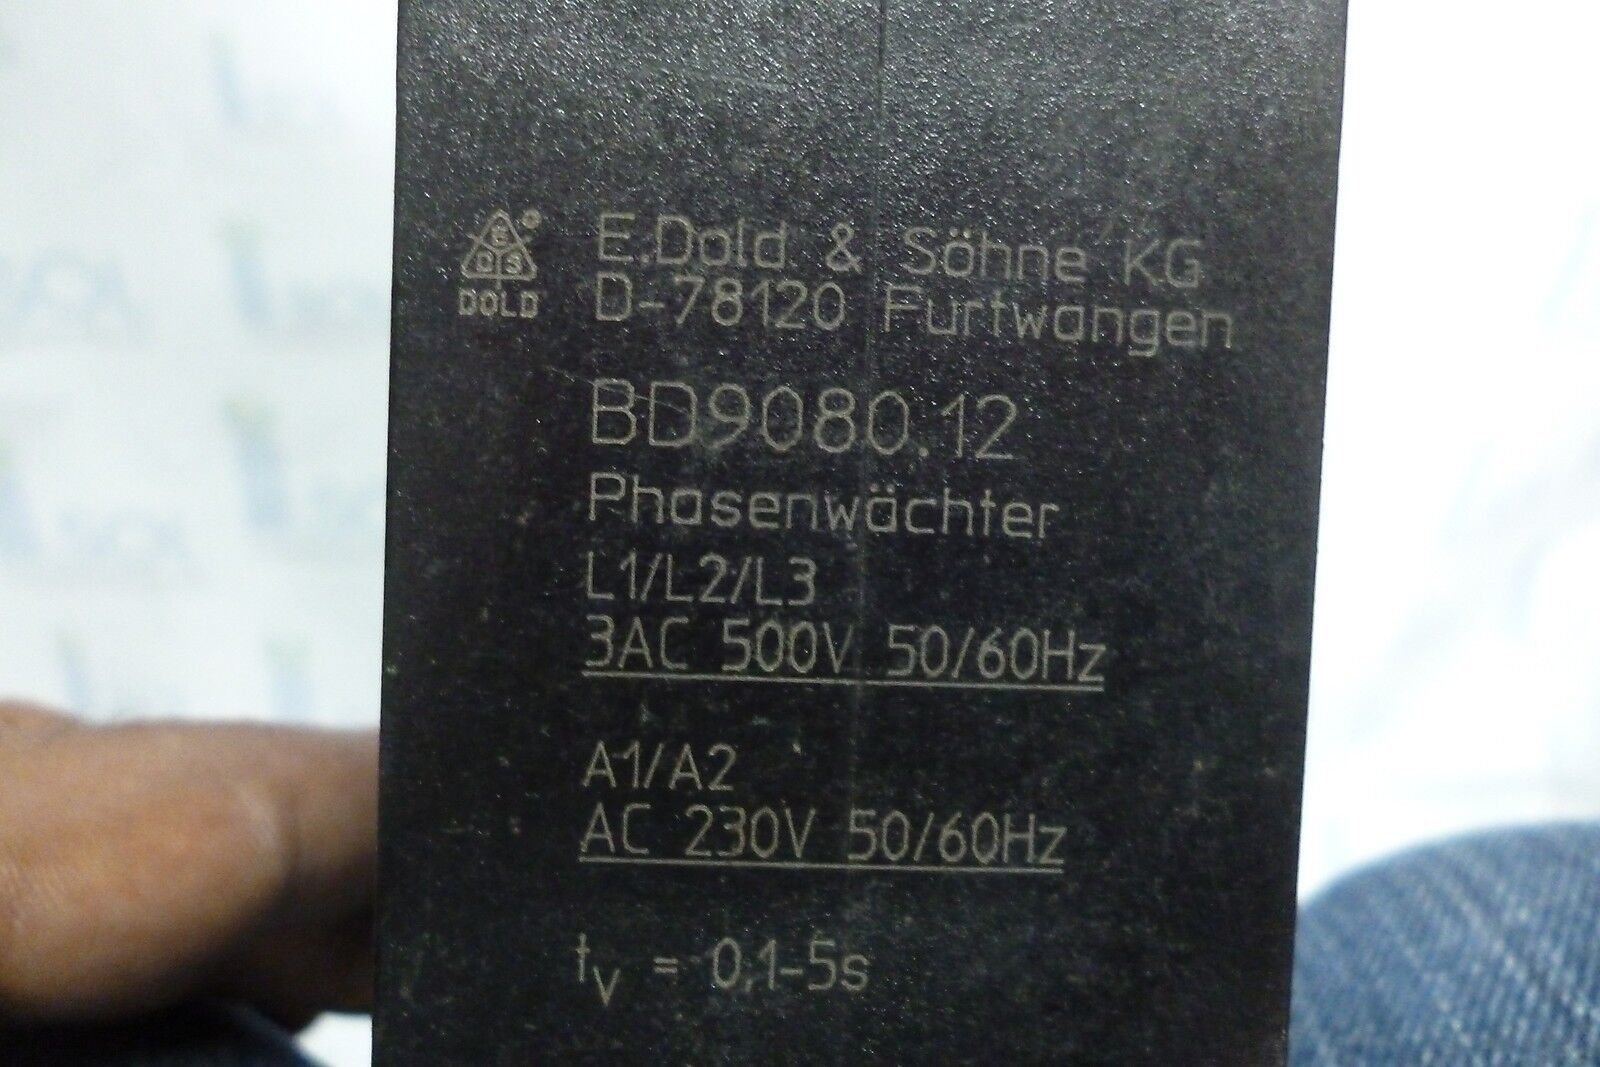 E
D S
DOLD
E.Dold & Söhne KG
D-78120 Furtwangen
BD9080.12
Phasenwächter
L1/L2/L3
3AC 500V 50/60Hz
A1/A2
AC 230V 50/60Hz
tv = 0,1-5s